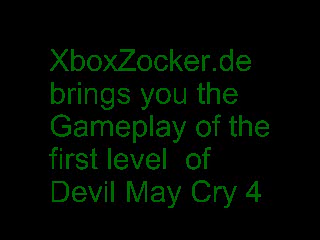 XboxZocker.de
brings you the
Gameplay of the
first level  of
Devil May Cry 4